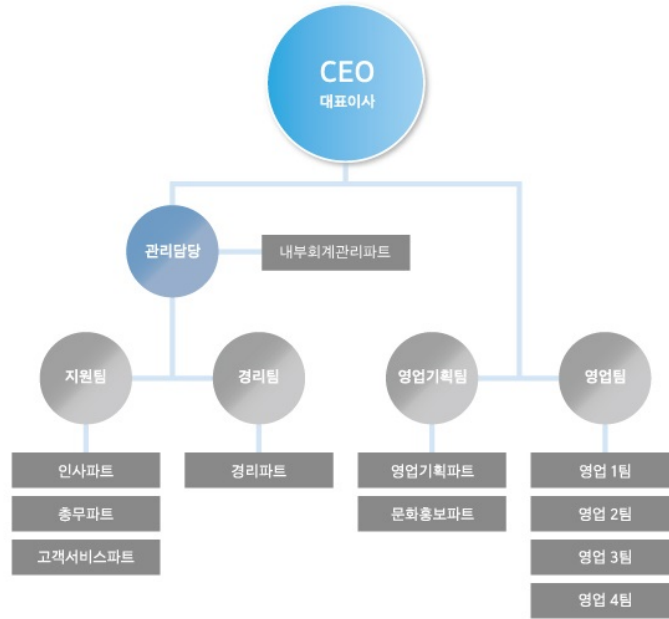 CEO
대표이사
관리담당
내부회계관리파트
지원팀
경리팀
영업기획팀
영업팀
인사파트
경리파트
영업기획파트
영업 1팀
총무파트
문화홍보파트
영업 2팀
고객서비스파트
영업 3팀
영업 4팀